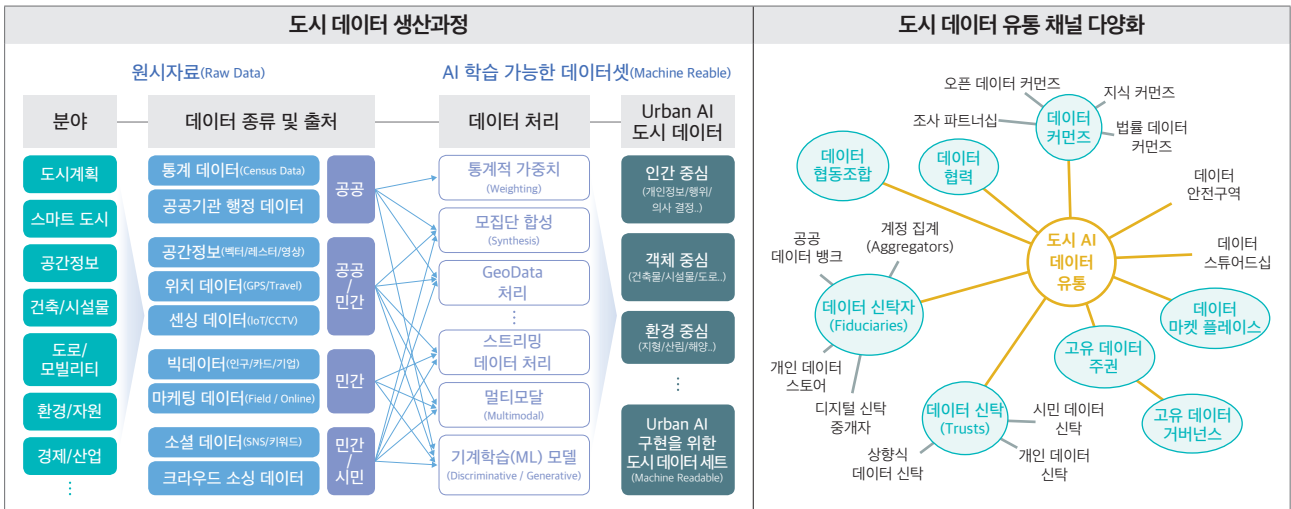 도시 데이터 생산과정
원시자료(Raw Data)
AI 학습 가능한 데이터셋(Machine Reable)
분야
도시계획
스마트 도시
공간정보
건축/시설물
도로/
모빌리티
환경/자원
경제/산업
⋮
데이터 종류 및 출처
통계 데이터(Census Data)
공공기관 행정 데이터
공공
공간정보(벡터/레스터/영상)
위치 데이터(GPS/Travel)
센싱 데이터(IoT/CCTV)
공공
/
민간
빅데이터(인구/카드/기업)
마케팅 데이터(Field / Online)
민간
소셜 데이터(SNS/키워드)
크라우드 소싱 데이터
민간
/
시민
데이터 처리
통계적 가중치
(Weighting)
모집단 합성
(Synthesis)
GeoData
처리
⋮
스트리밍
데이터 처리
멀티모달
(Multimodal)
기계학습(ML) 모델
(Discriminative / Generative)
Urban AI
도시 데이터
인간 중심
(개인정보/행위/
의사 결정..)
객체 중심
(건축물/시설물/도로..)
환경 중심
(지형/산림/해양..)
⋮
Urban AI
구현을 위한
도시 데이터 세트
(Machine Readable)
도시 데이터 유통 채널 다양화
오픈 데이터 커먼즈
지식 커먼즈
조사 파트너십
데이터
커먼즈
법률 데이터
커먼즈
데이터
협동조합
데이터
협력
데이터
안전구역
공공
데이터 뱅크
계정 집계
(Aggregators)
도시 AI
데이터
유통
데이터
스튜어드십
데이터 신탁자
(Fiduciaries)
데이터
마켓 플레이스
개인 데이터
스토어
고유 데이터
주권
디지털 신탁
중개자
데이터 신탁
(Trusts)
시민 데이터
신탁
고유 데이터
거버넌스
상향식
데이터 신탁
개인 데이터
신탁